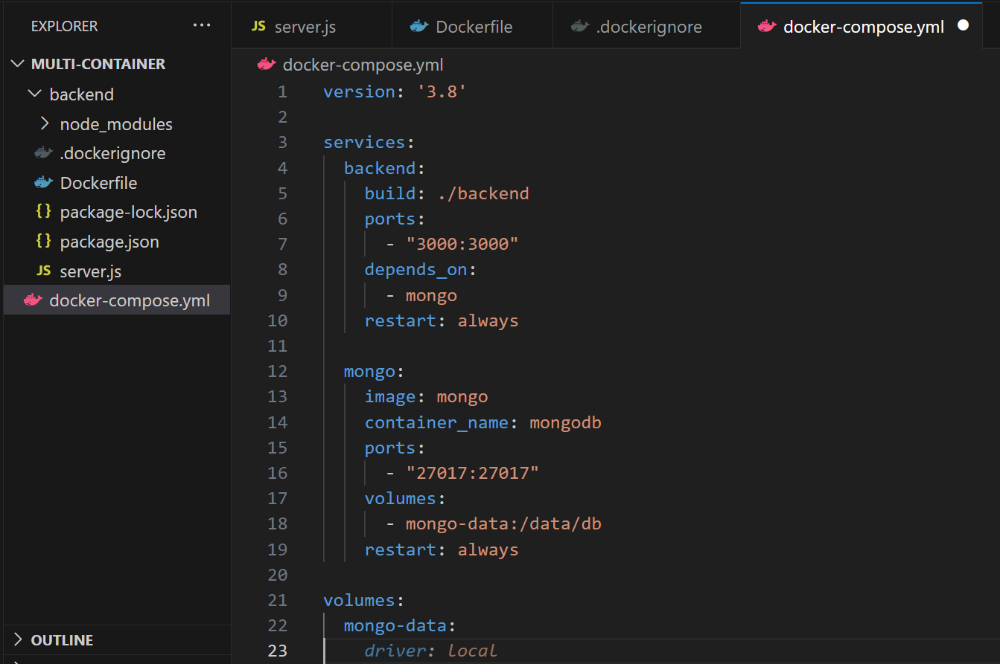 EXPLORER ...
MULTI-CONTAINER
backend
node_modules
.dockerignore
Dockerfile
{} package-lock.json
{} package.json
JS server.js
docker-compose.yml
OUTLINE
JS server.js Dockerfile .dockerignore docker-compose.yml
docker-compose.yml
1 version: '3.8'
2
3 services:
4 backend:
5 build: ./backend
6 ports:
7 - "3000:3000"
8 depends_on:
9 - mongo
10 restart: always
11
12 mongo:
13 image: mongo
14 container_name: mongodb
15 ports:
16 - "27017:27017"
17 volumes:
18 - mongo-data:/data/db
19 restart: always
20
21 volumes:
22 mongo-data:
23 driver: local